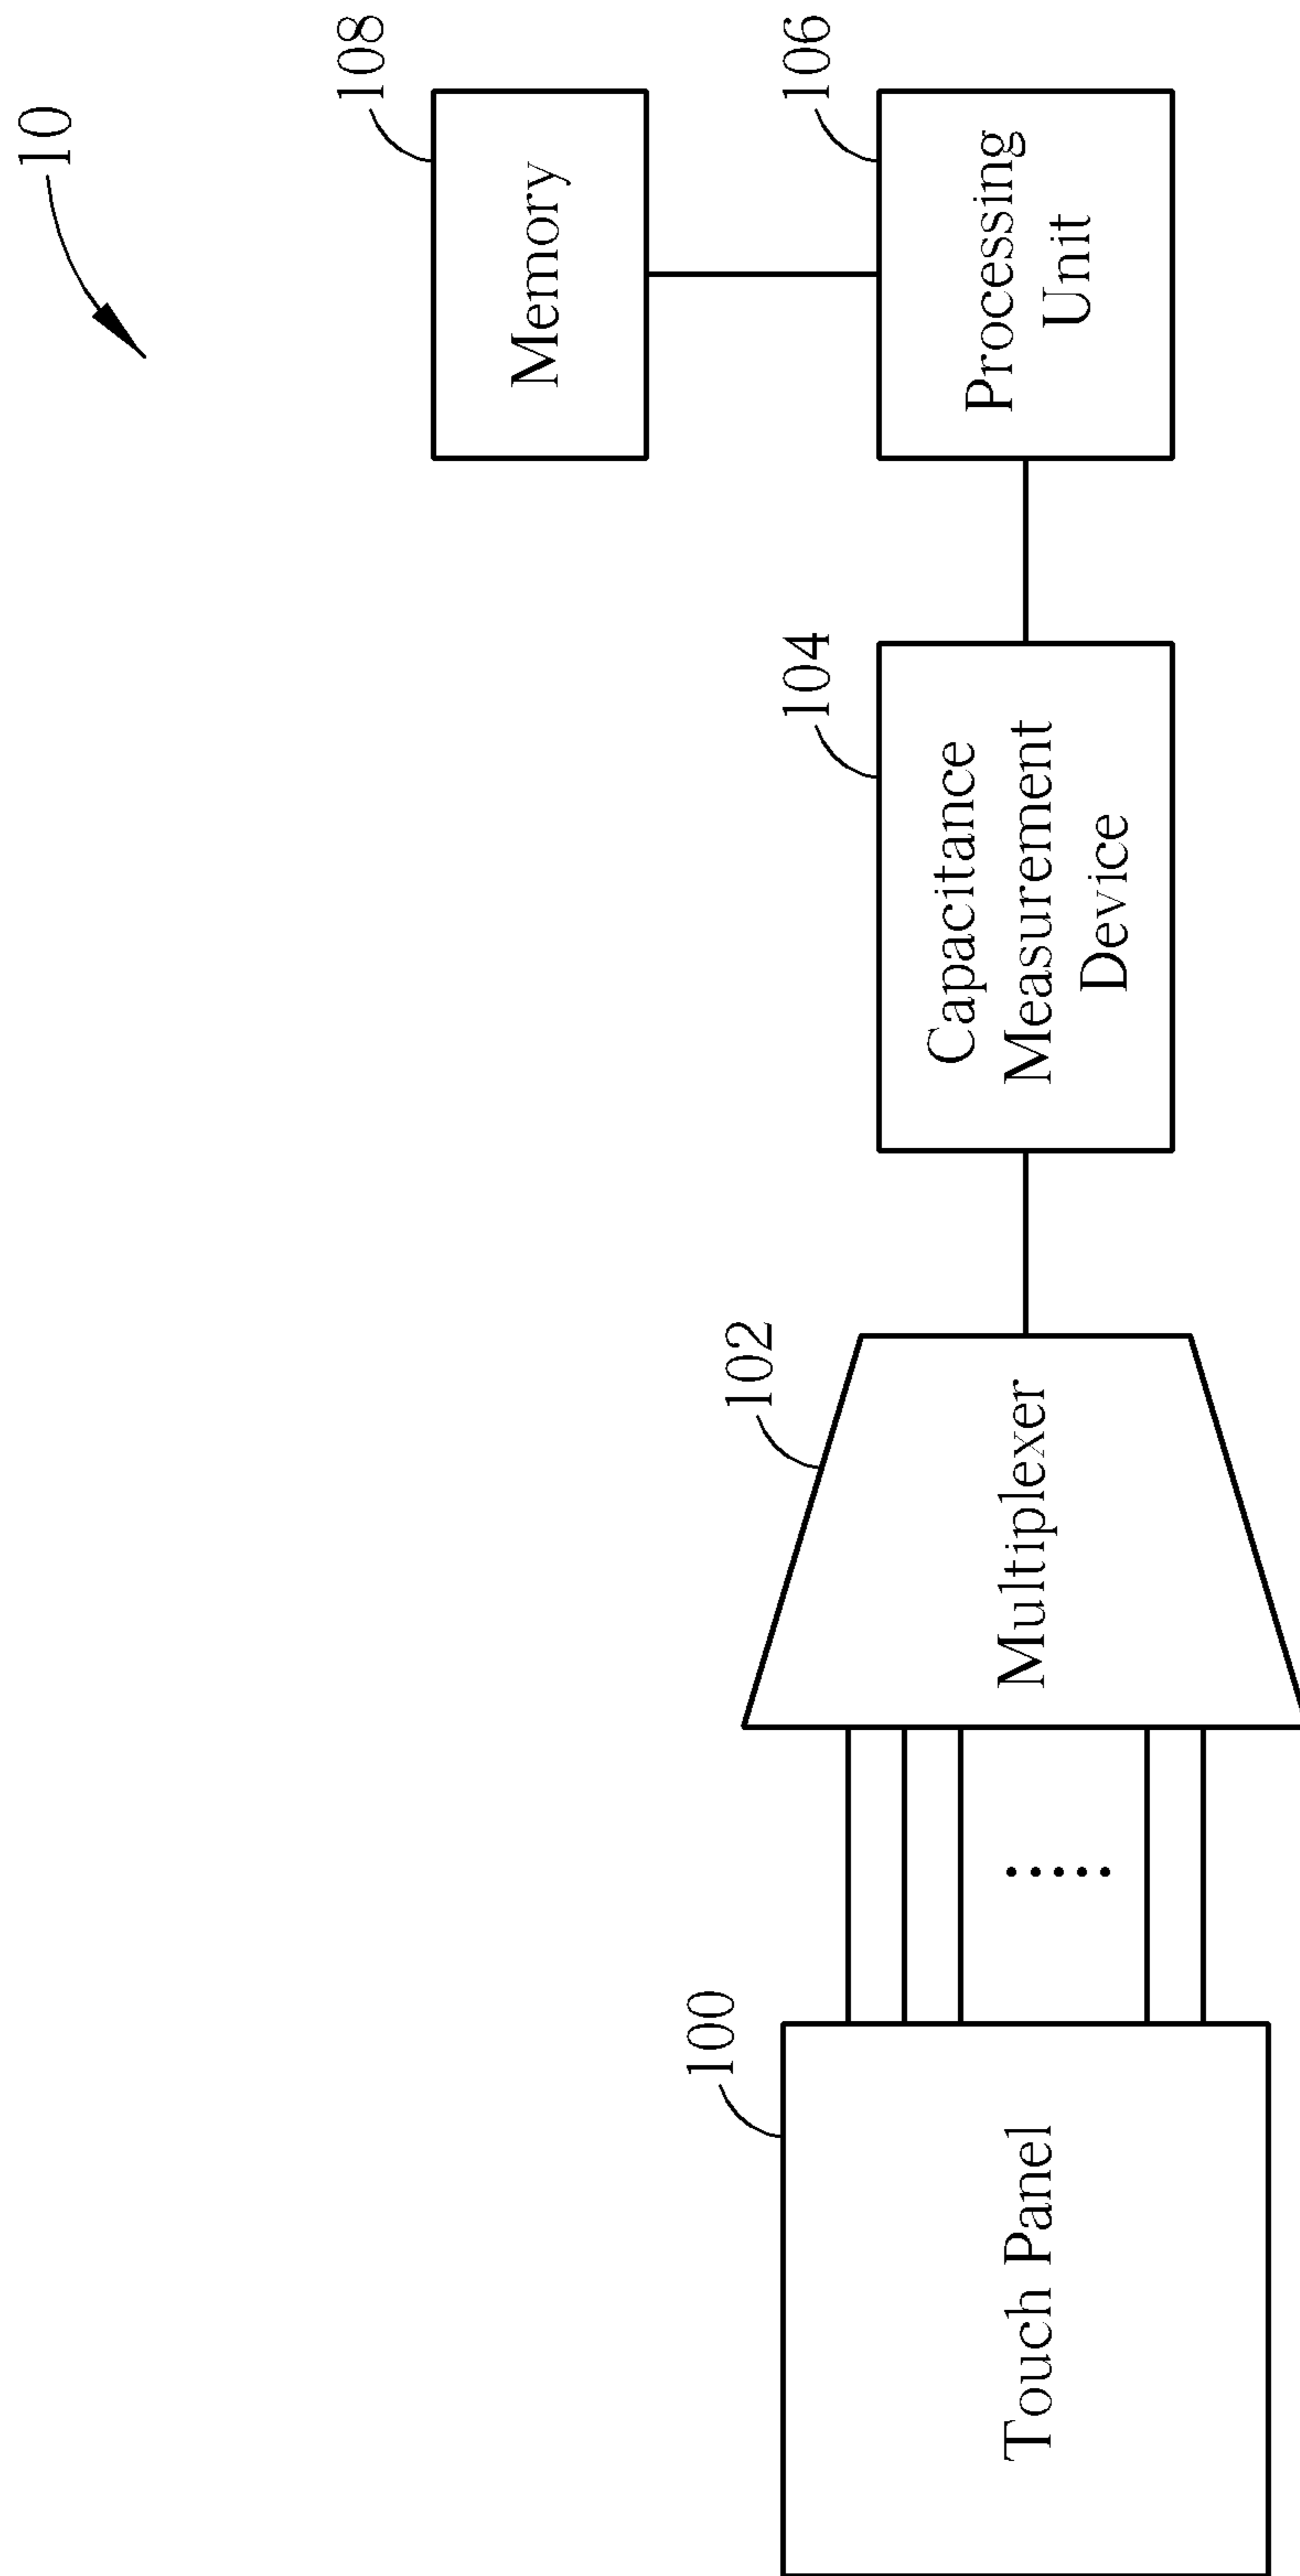 10
108
Memory
100
Touch Panel
102
Multiplexer
104
Capacitance
Measurement
Device
106
Processing
Unit